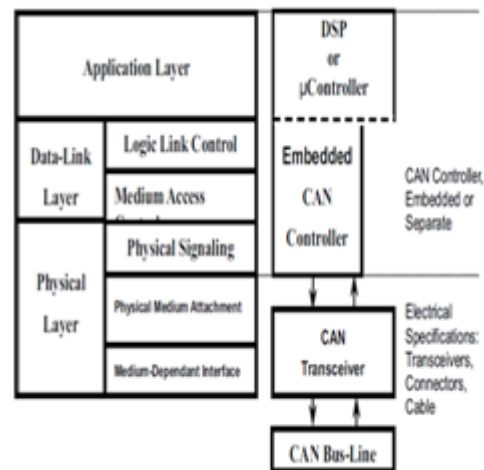 Application Layer
Data-Link
Layer
Logic Link Control
Medium Access
Physical
Layer
Physical Signaling
Physical Medium Attachment
Medium-Dependant Interface
DSP
or
μController
Embedded
CAN
Controller
CAN
Transceiver
CAN Bus-Line
CAN Controller,
Embedded or
Separate
Electrical
Specifications:
Transceivers,
Connectors,
Cable